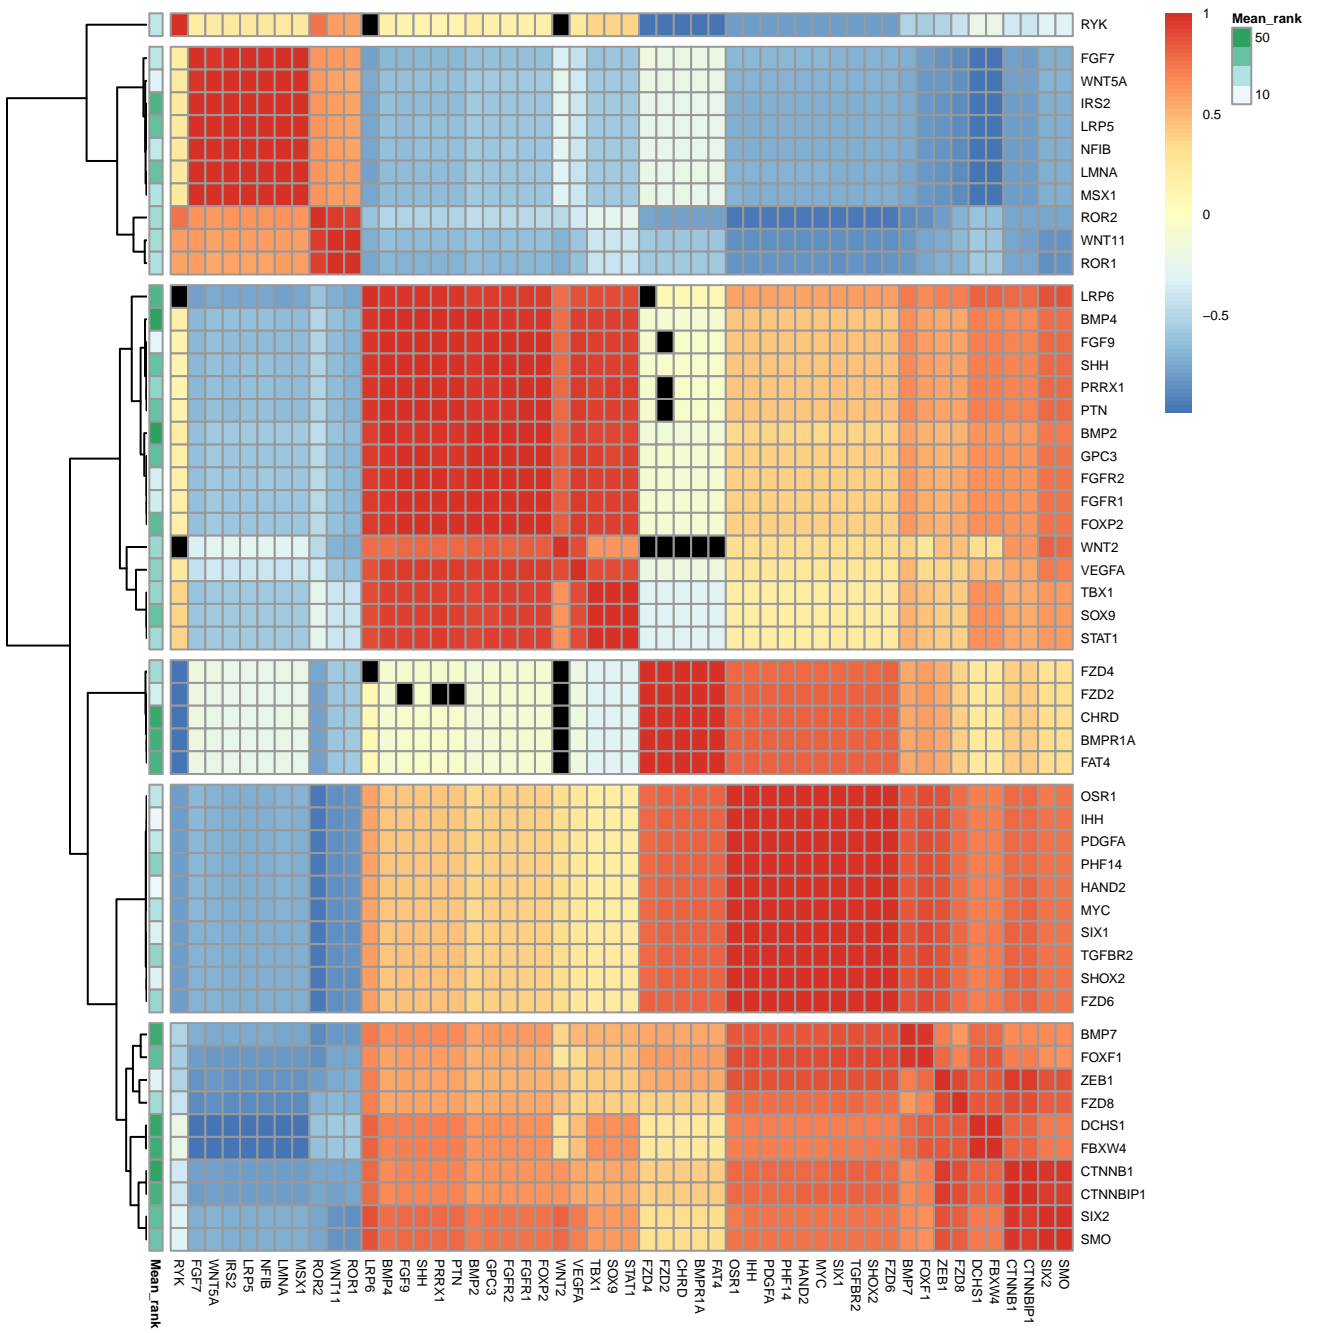 RYK
FGF7
WNT5A
IRS2
LRP5
NFIB
LMNA
MSX1
ROR2
WNT11
ROR1
LRP6
BMP4
FGF9
SHH
PRRX1
PTN
BMP2
GPC3
FGFR2
FGFR1
FOXP2
WNT2
VEGFA
TBX1
SOX9
STAT1
FZD4
FZD2
CHRD
BMPR1A
FAT4
OSR1
IHH
PDGFA
PHF14
HAND2
MYC
SIX1
TGFBR2
SHOX2
FZD6
BMP7
FOXF1
ZEB1
FZD8
DCHS1
FBXW4
CTNNB1
CTNNBIP1
SIX2
SMO
1
0.5
0
−0.5
Mean_rank
50
10
Mean_rank
RYK
FGF7
WNT5A
IRS2
LRP5
NFIB
LMNA
MSX1
ROR2
WNT11
ROR1
LRP6
BMP4
FGF9
SHH
PRRX1
PTN
BMP2
GPC3
FGFR2
FGFR1
FOXP2
WNT2
VEGFA
TBX1
SOX9
STAT1
FZD4
FZD2
CHRD
BMPR1A
FAT4
OSR1
IHH
PDGFA
PHF14
HAND2
MYC
SIX1
TGFBR2
SHOX2
FZD6
BMP7
FOXF1
ZEB1
FZD8
DCHS1
FBXW4
CTNNB1
CTNNBIP1
SIX2
SMO